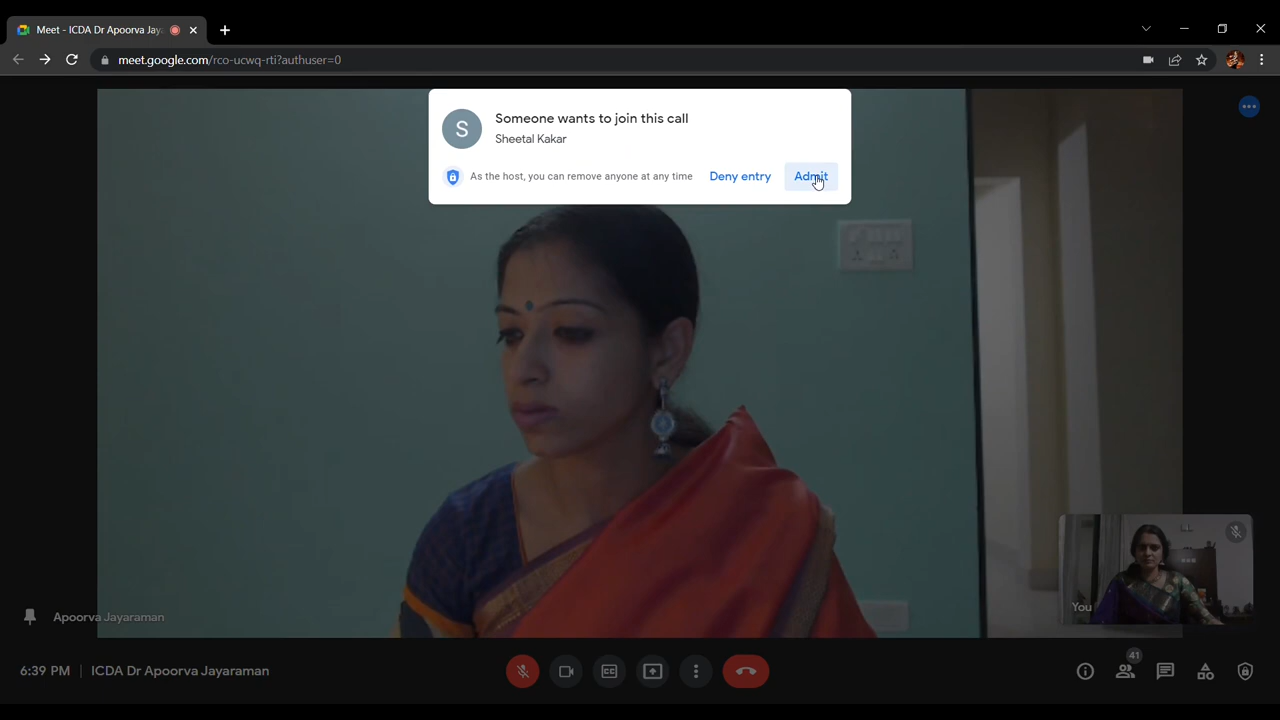 Meet - ICDA Dr Apoorva Jay
meet.google.com/rco-ucwq-rti?authuser=0
S
Someone wants to join this call
Sheetal Kakar
As the host, you can remove anyone at any time
Deny entry
Admit
You
Apoorva Jayaraman
41
6:39 PM | ICDA Dr Apoorva Jayaraman
CC